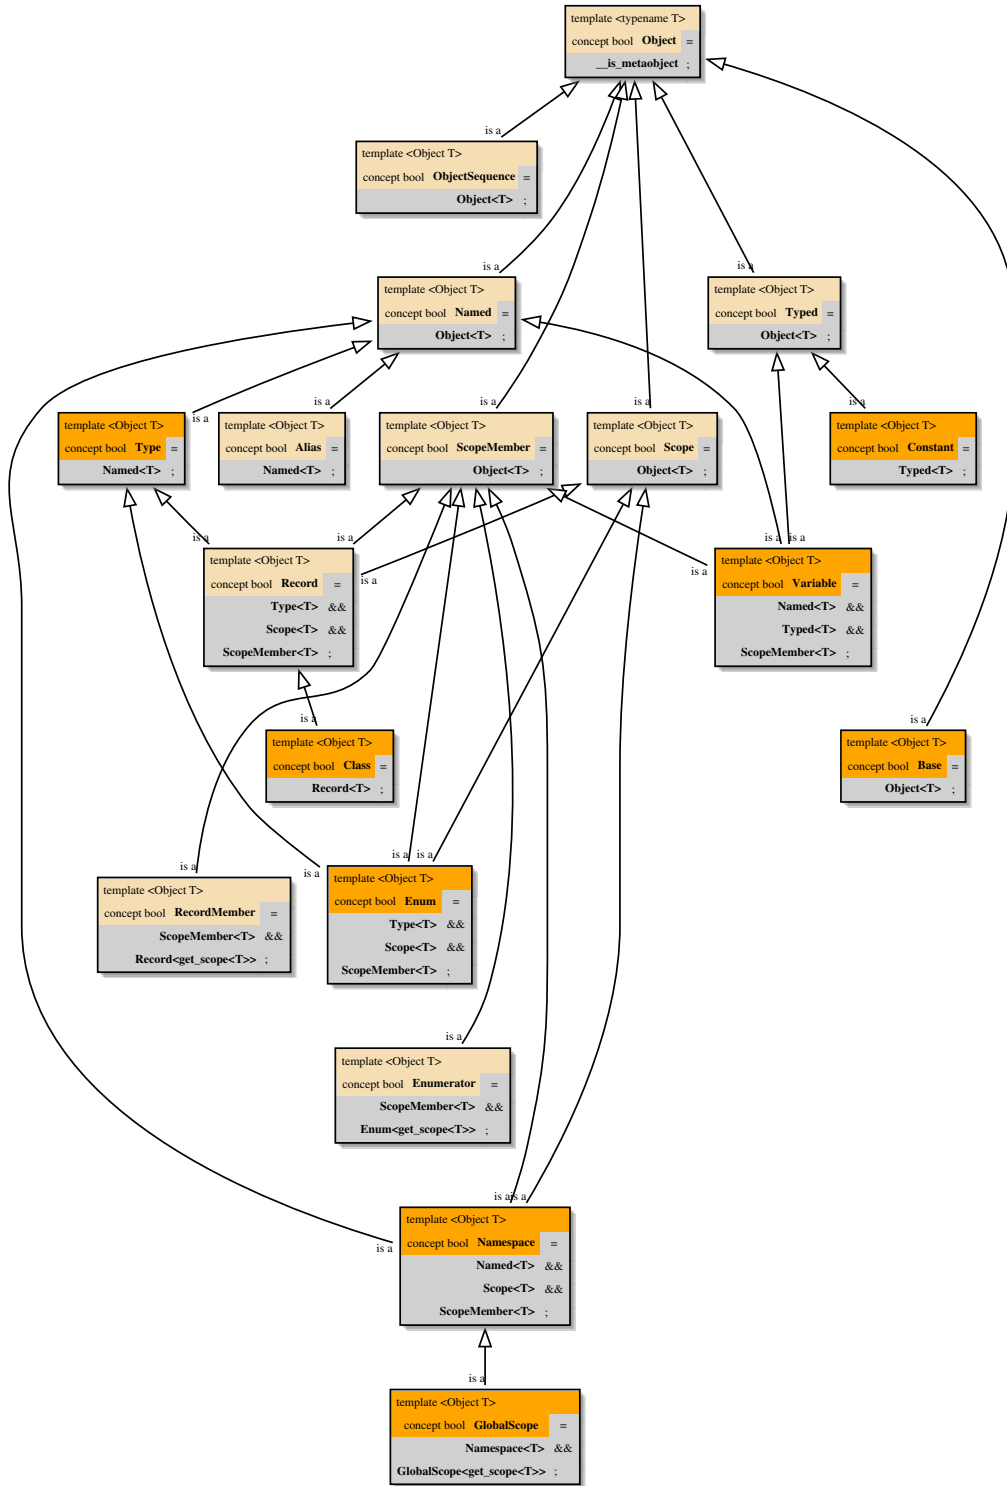 template <typename T>
concept bool Object =
__is_metaobject ;
is a
template <Object T>
concept bool ObjectSequence =
Object<T> ;
is a
is a
template <Object T>
concept bool Named =
Object<T> ;
template <Object T>
concept bool Typed =
Object<T> ;
is a
is a
is a
is a
is a
template <Object T>
concept bool Type =
Named<T> ;
template <Object T>
concept bool Alias =
Named<T> ;
template <Object T>
concept bool ScopeMember =
Object<T> ;
template <Object T>
concept bool Scope =
Object<T> ;
template <Object T>
concept bool Constant =
Typed<T> ;
is a
is a
is a
is a
is a
is a
template <Object T>
concept bool Record =
Type<T> &&
Scope<T> &&
ScopeMember<T> ;
template <Object T>
concept bool Variable =
Named<T> &&
Typed<T> &&
ScopeMember<T> ;
is a
is a
template <Object T>
concept bool Class =
Record<T> ;
template <Object T>
concept bool Base =
Object<T> ;
is a
is a
is a
is a
template <Object T>
concept bool RecordMember =
ScopeMember<T> &&
Record<get_scope<T>> ;
template <Object T>
concept bool Enum =
Type<T> &&
Scope<T> &&
ScopeMember<T> ;
is a
template <Object T>
concept bool Enumerator =
ScopeMember<T> &&
Enum<get_scope<T>> ;
is a
is a
is a
template <Object T>
concept bool Namespace =
Named<T> &&
Scope<T> &&
ScopeMember<T> ;
is a
template <Object T>
concept bool GlobalScope =
Namespace<T> &&
GlobalScope<get_scope<T>> ;